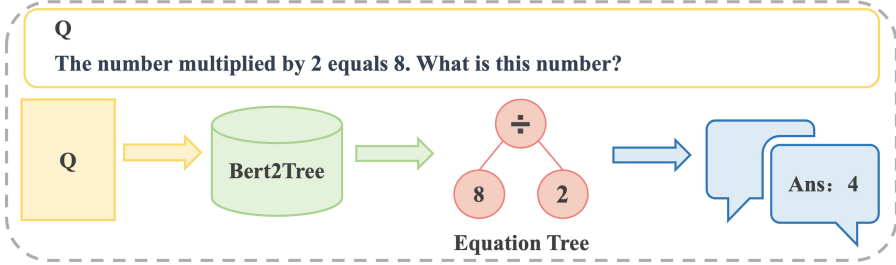 Q
The number multiplied by 2 equals 8. What is this number?
Q
Bert2Tree
÷
8
2
Equation Tree
Ans: 4